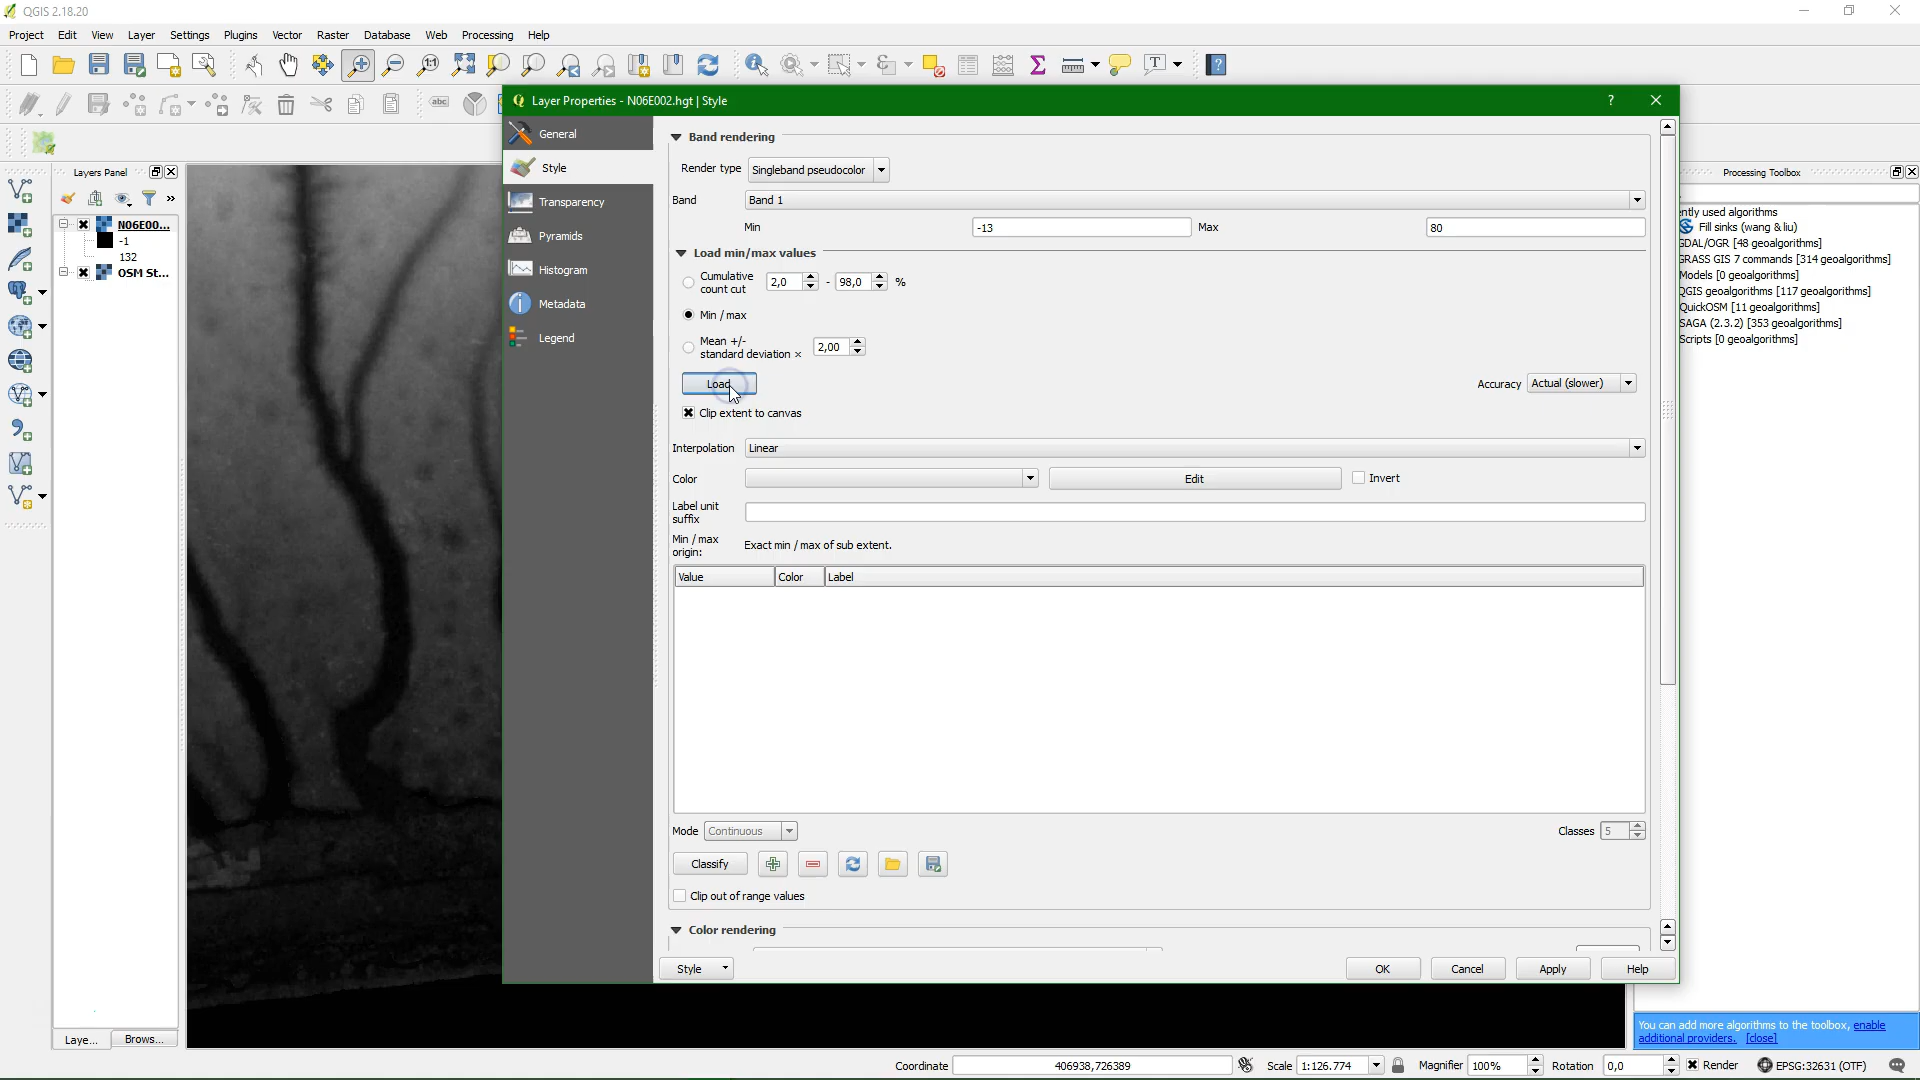 QGIS 2.18.20
Project Edit View Layer Settings Plugins Vector Raster Database Web Processing Help
abc
Layer Properties - N06E002.hgt | Style
?
General
Style
Transparency
Pyramids
Histogram
Metadata
Legend
Layers Panel
N06E00...
-1
132
OSM St...
Band rendering
Render type Singleband pseudocolor
Band Band 1
Min -13 Max 80
Load min/max values
Cumulative
count cut 2,0 - 98,0 %
Min / max
Mean +/-
standard deviation × 2,00
Load
Accuracy Actual (slower)
Clip extent to canvas
Interpolation Linear
Color Edit Invert
Label unit
suffix
Min / max
origin: Exact min / max of sub extent.
Value Color Label
Mode Continuous Classes 5
Classify
Clip out of range values
Color rendering
Style OK Cancel Apply Help
Processing Toolbox
ntly used algorithms
Fill sinks (wang & liu)
GDAL/OGR [48 geoalgorithms]
GRASS GIS 7 commands [314 geoalgorithms]
Models [0 geoalgorithms]
QGIS geoalgorithms [117 geoalgorithms]
QuickOSM [11 geoalgorithms]
SAGA (2.3.2) [353 geoalgorithms]
Scripts [0 geoalgorithms]
You can add more algorithms to the toolbox, enable
additional providers. [close]
Laye... Brows...
Coordinate 406938,726389 Scale 1:126.774 Magnifier 100% Rotation 0,0 Render EPSG:32631 (OTF)